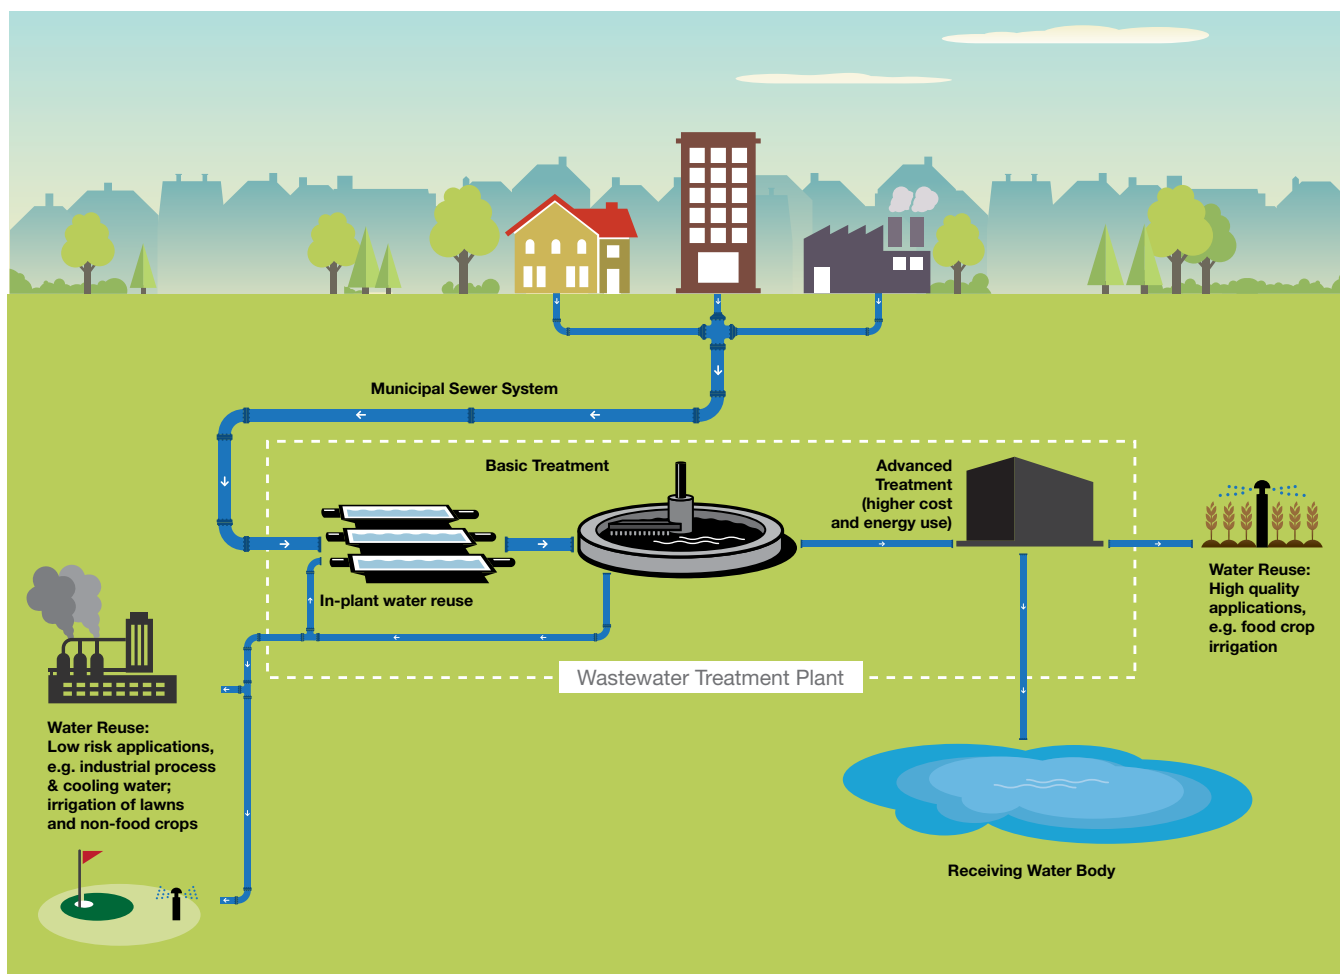 Municipal Sewer System
Basic Treatment
Advanced
Treatment
(higher cost
and energy use)
In-plant water reuse
Water Reuse:
High quality
applications,
e.g. food crop
irrigation
Wastewater Treatment Plant
Water Reuse:
Low risk applications,
e.g. industrial process
& cooling water;
irrigation of lawns
and non-food crops
Receiving Water Body